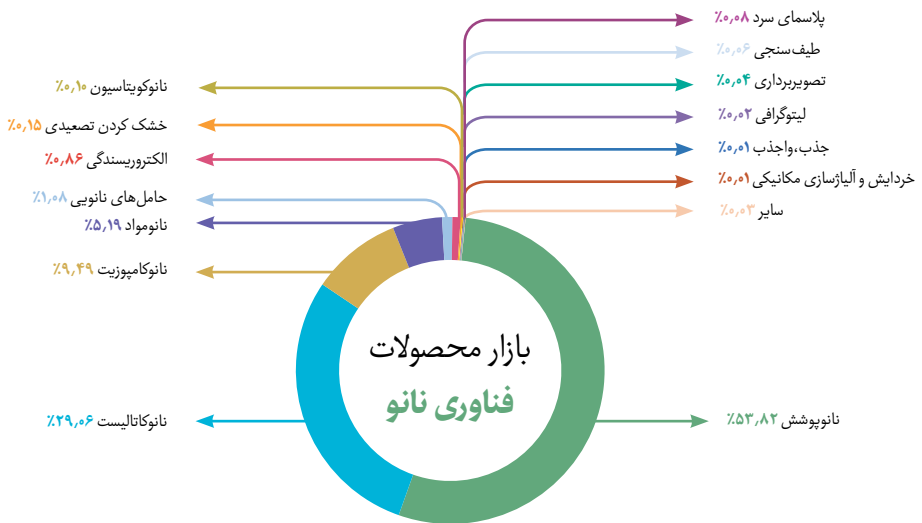 پلاسمای سرد ٪۰٫۰۸
طیف‌سنجی ٪۰٫۰۶
تصویربرداری ٪۰٫۰۴
لیتوگرافی ٪۰٫۰۲
جذب،واجذب ٪۰٫۰۱
خردایش و آلیاژسازی مکانیکی ٪۰٫۰۱
سایر ٪۰٫۰۳
نانوپوشش ٪۵۳٫۸۲
بازار محصولات
فناوری نانو
نانوکویتاسیون ٪۰٫۱۰
خشک کردن تصعیدی ٪۰٫۱۵
الکتروریسندگی ٪۰٫۸۶
حامل‌های نانویی ٪۱٫۰۸
نانومواد ٪۵٫۱۹
نانوکامپوزیت ٪۹٫۴۹
نانوکاتالیست ٪۲۹٫۰۶